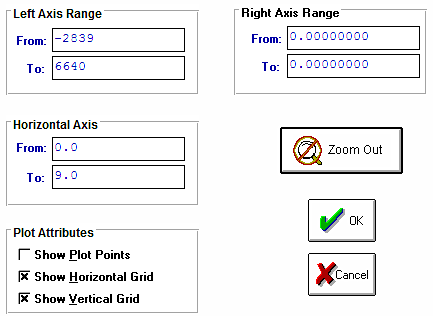 Left Axis Range
From: -2839
To: 6640
Right Axis Range
From: 0.00000000
To: 0.00000000
Horizontal Axis
From: 0.0
To: 9.0
Zoom Out
OK
Cancel
Plot Attributes
Show Plot Points
Show Horizontal Grid
Show Vertical Grid